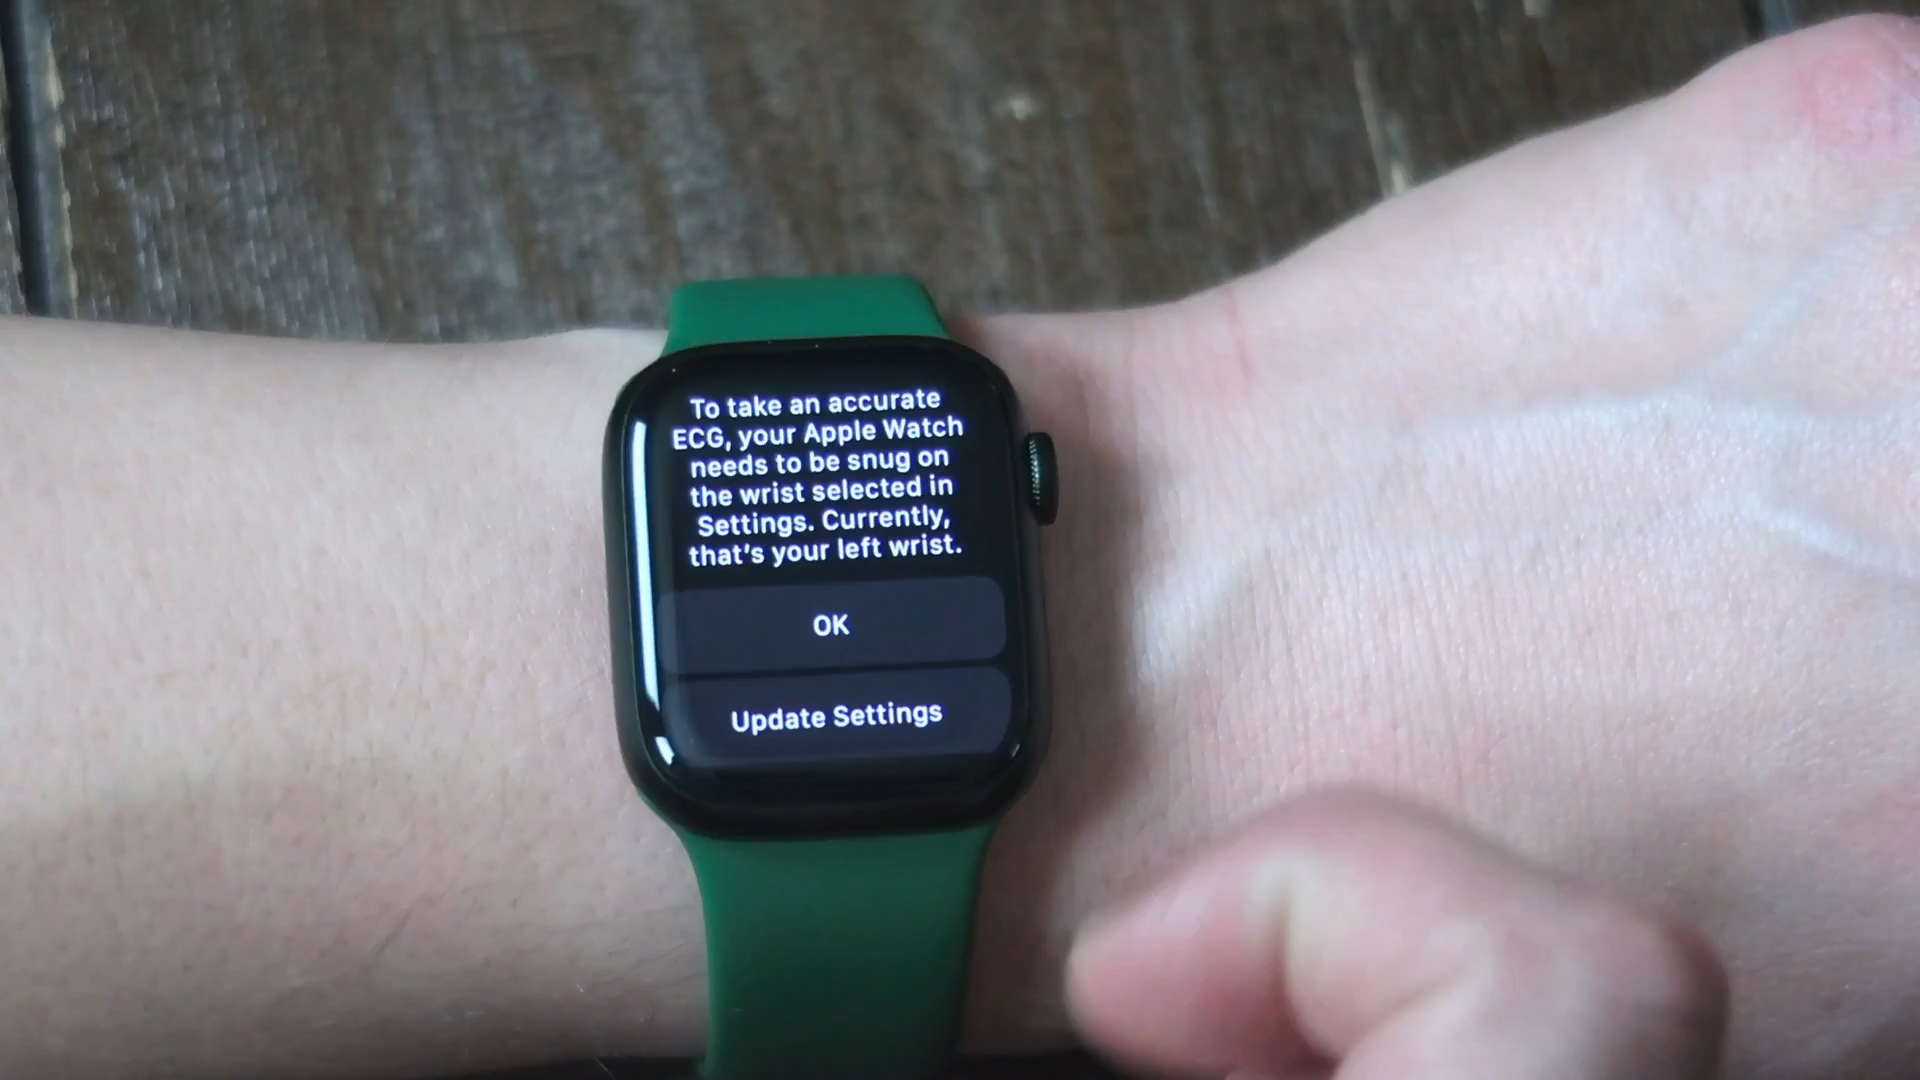 To take an accurate
ECG, your Apple Watch
needs to be snug on
the wrist selected in
Settings. Currently,
that's your left wrist.
OK
Update Settings